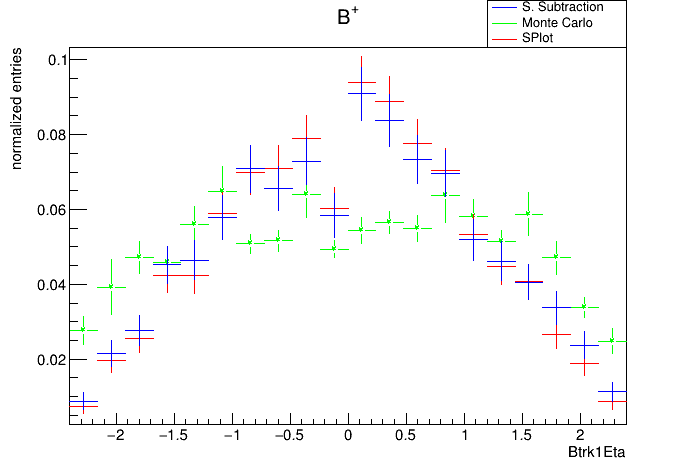 B+
S. Subtraction
Monte Carlo
SPlot
normalized entries
0.1
0.08
0.06
0.04
0.02
−2 −1.5 −1 −0.5 0 0.5 1 1.5 2
Btrk1Eta